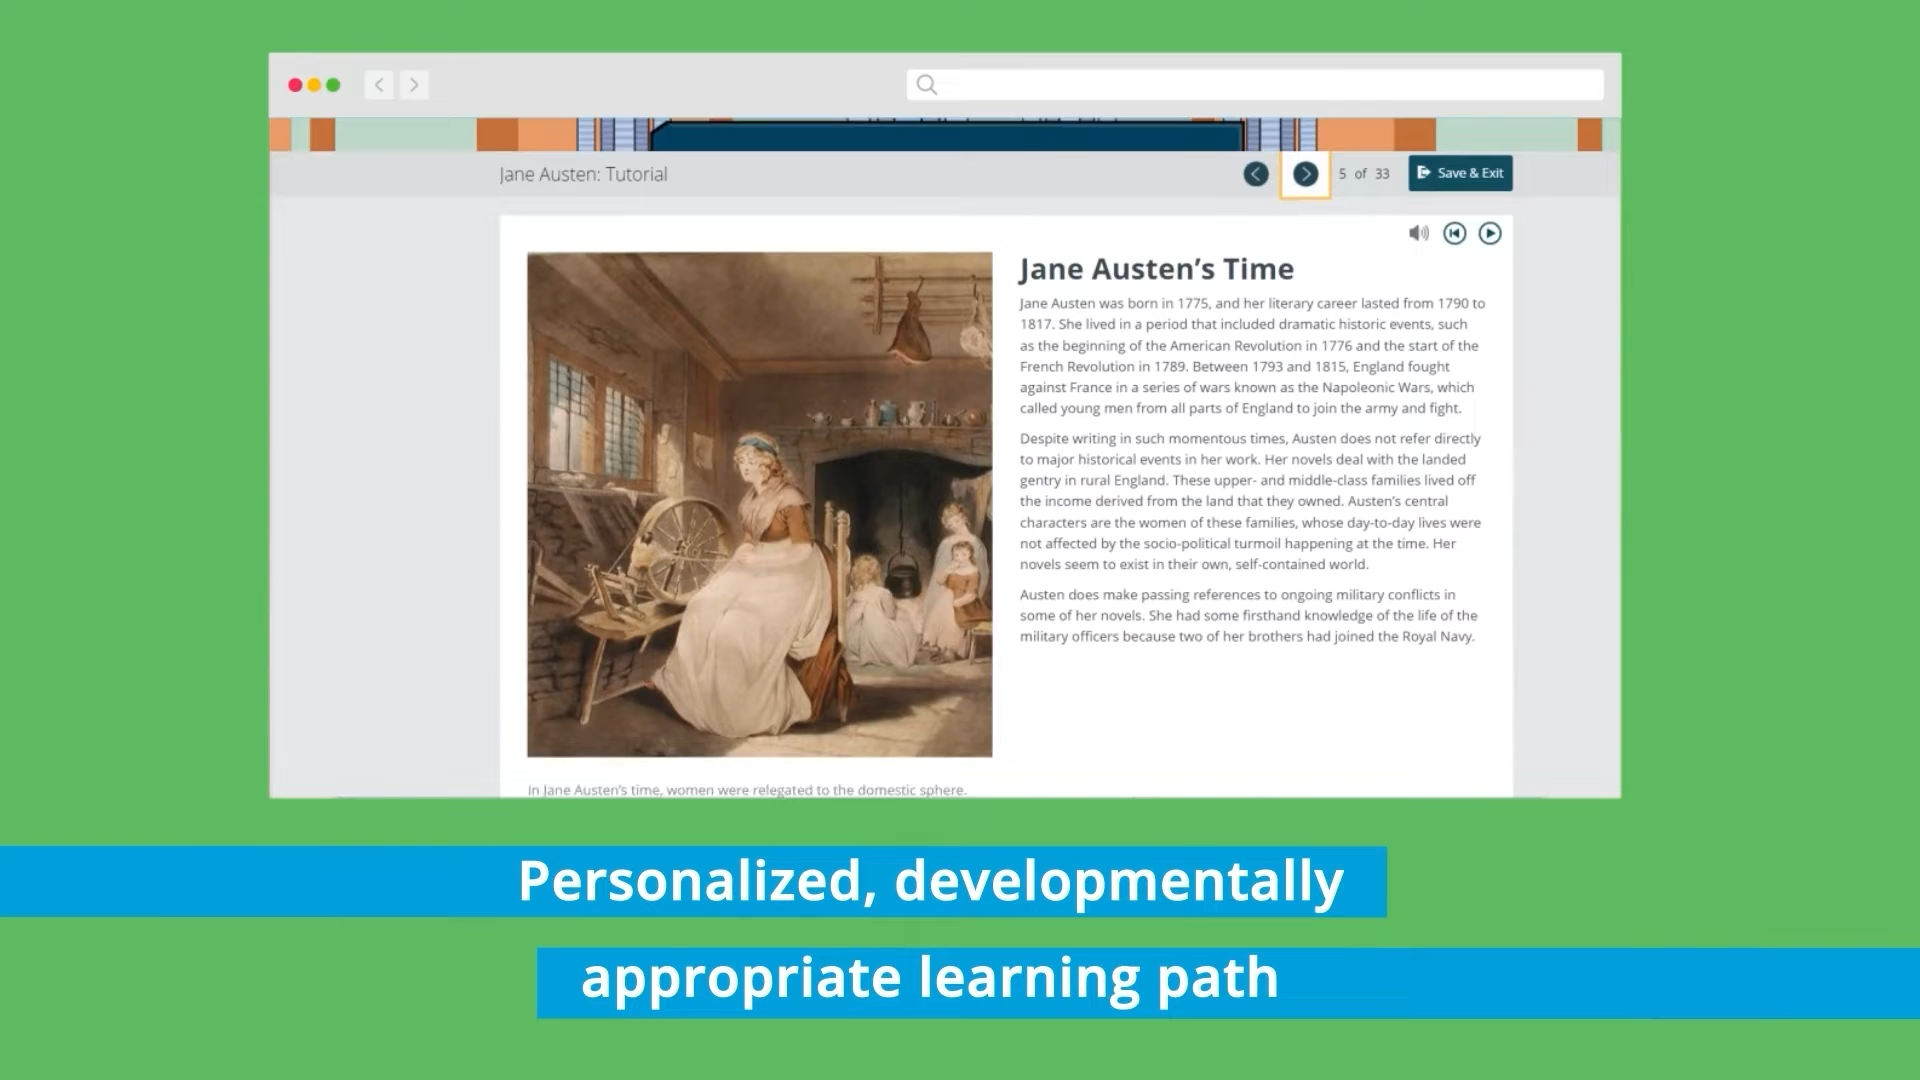 Jane Austen: Tutorial
5 of 33
Save & Exit
Jane Austen’s Time
Jane Austen was born in 1775, and her literary career lasted from 1790 to
1817. She lived in a period that included dramatic historic events, such
as the beginning of the American Revolution in 1776 and the start of the
French Revolution in 1789. Between 1793 and 1815, England fought
against France in a series of wars known as the Napoleonic Wars, which
called young men from all parts of England to join the army and fight.
Despite writing in such momentous times, Austen does not refer directly
to major historical events in her work. Her novels deal with the landed
gentry in rural England. These upper- and middle-class families lived off
the income derived from the land that they owned. Austen’s central
characters are the women of these families, whose day-to-day lives were
not affected by the socio-political turmoil happening at the time. Her
novels seem to exist in their own, self-contained world.
Austen does make passing references to ongoing military conflicts in
some of her novels. She had some firsthand knowledge of the life of the
military officers because two of her brothers had joined the Royal Navy.
In Jane Austen’s time, women were relegated to the domestic sphere.
Personalized, developmentally
appropriate learning path